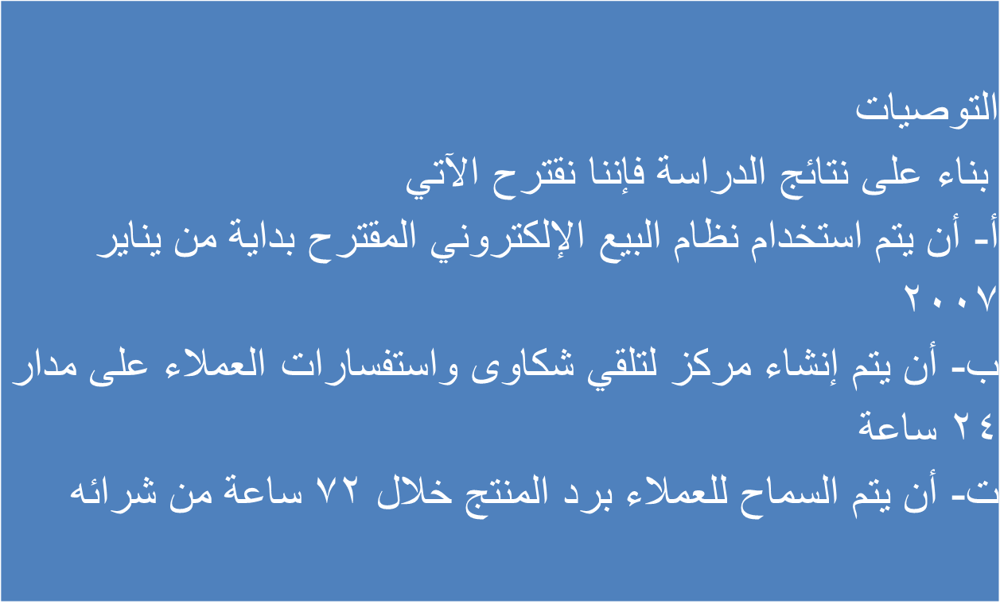 التوصيات
بناء على نتائج الدراسة فإننا نقترح الآتي
أ- أن يتم استخدام نظام البيع الإلكتروني المقترح بداية من يناير
٢٠٠٧
ب- أن يتم إنشاء مركز لتلقي شكاوى واستفسارات العملاء على مدار
٢٤ ساعة
ت- أن يتم السماح للعملاء برد المنتج خلال ٧٢ ساعة من شرائه